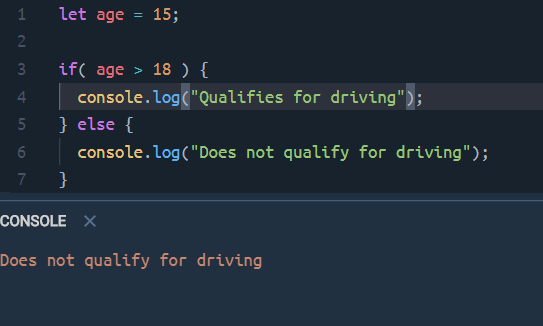 1 let age = 15;
2
3 if( age > 18 ) {
4 console.log("Qualifies for driving");
5 } else {
6 console.log("Does not qualify for driving");
7 }
CONSOLE ×
Does not qualify for driving